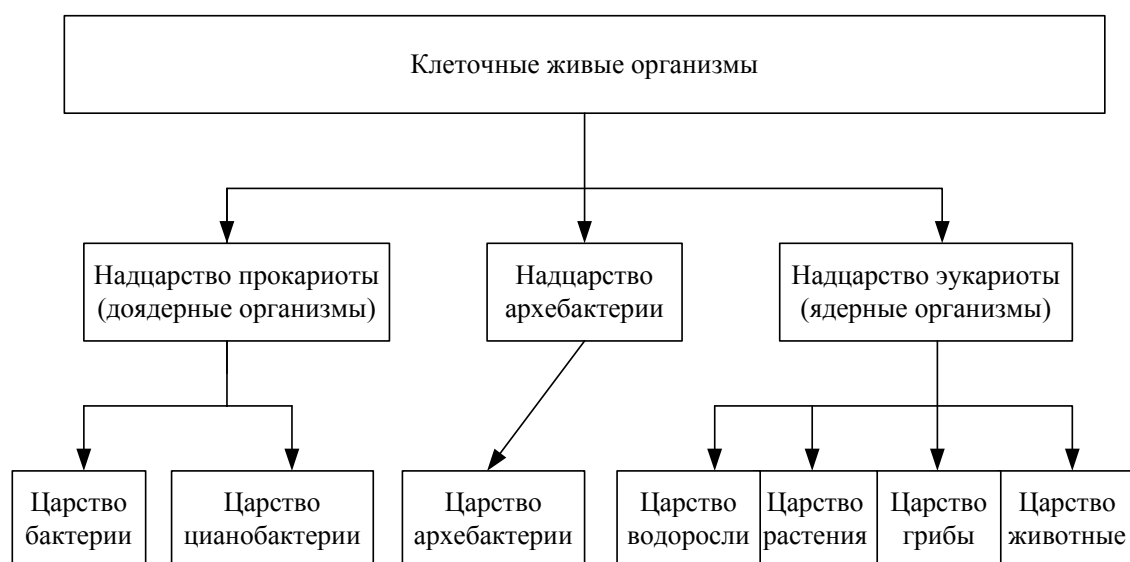 Клеточные живые организмы
Надцарство прокариоты
(доядерные организмы)
Надцарство
архебактерии
Надцарство эукариоты
(ядерные организмы)
Царство
бактерии
Царство
цианобактерии
Царство
архебактерии
Царство
водоросли
Царство
растения
Царство
грибы
Царство
животные